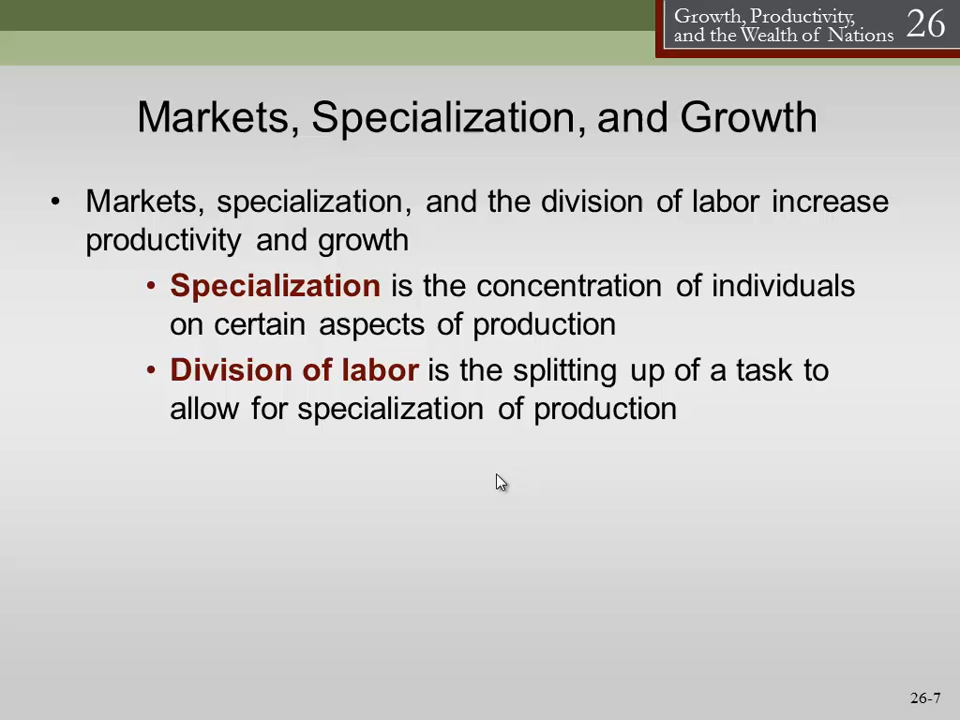 Growth, Productivity,
and the Wealth of Nations
26
Markets, Specialization, and Growth
• Markets, specialization, and the division of labor increase
productivity and growth
• Specialization is the concentration of individuals
on certain aspects of production
• Division of labor is the splitting up of a task to
allow for specialization of production
26-7